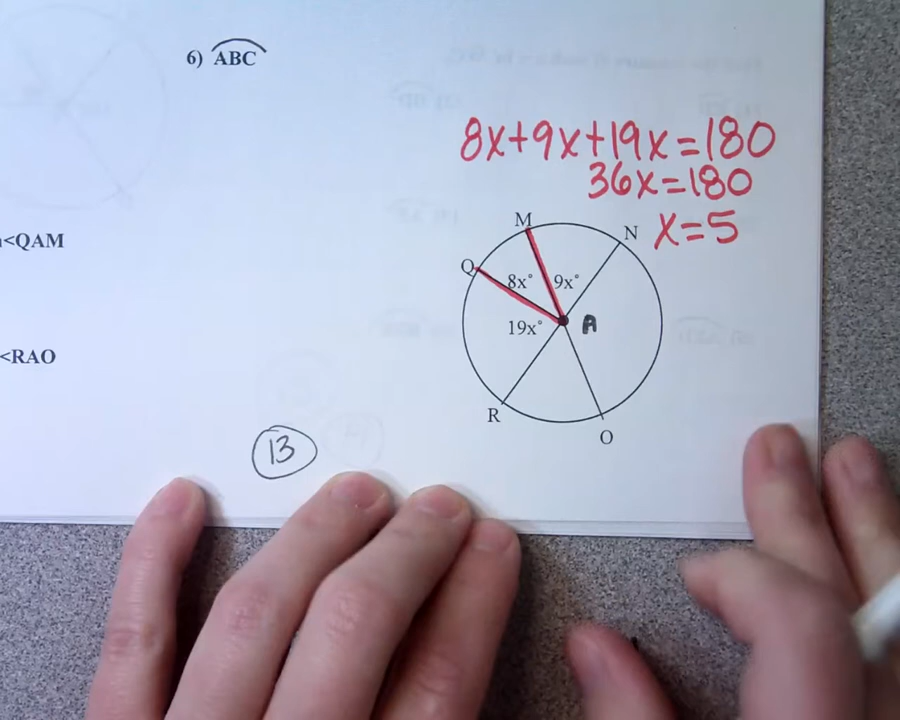 6) ABC
8x+9x+19x=180
36x=180
x=5
M
N
<QAM
Q
8x°
9x°
19x°
A
<RAO
R
O
13